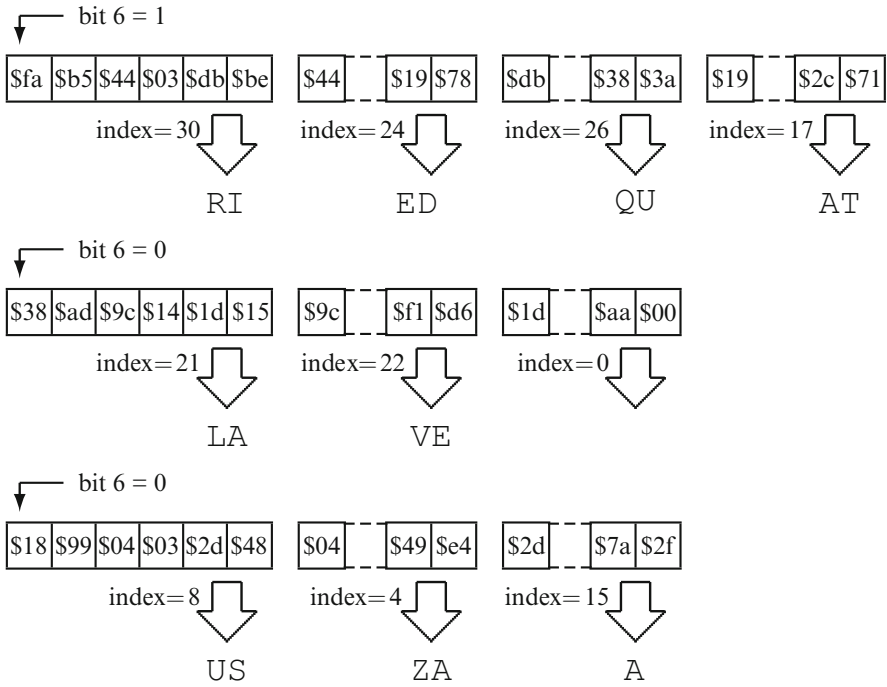 bit 6 = 1
$fa $b5 $44 $03 $db $be $44 $19 $78 $db $38 $3a $19 $2c $71
index=30 index=24 index=26 index=17
RI ED QU AT
bit 6 = 0
$38 $ad $9c $14 $1d $15 $9c $f1 $d6 $1d $aa $00
index=21 index=22 index=0
LA VE
bit 6 = 0
$18 $99 $04 $03 $2d $48 $04 $49 $e4 $2d $7a $2f
index=8 index=4 index=15
US ZA A